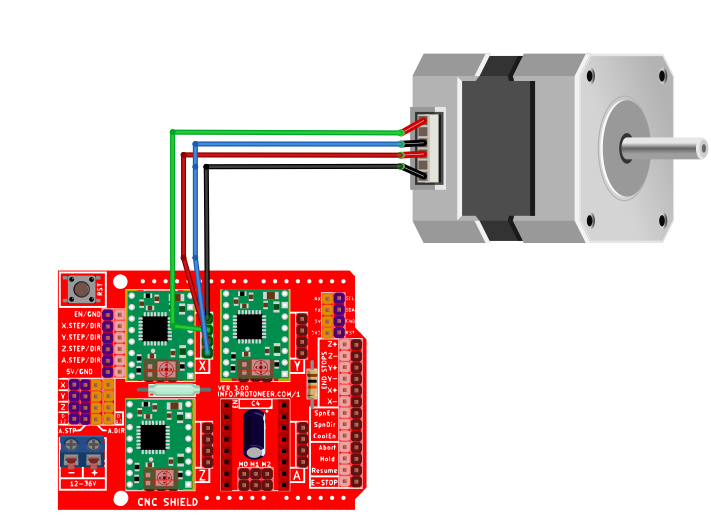 RST
EN/GND
X.STEP/DIR
Y.STEP/DIR
Z.STEP/DIR
A.STEP/DIR
5V/GND
X
Y
Z
A.STP
A.DIR
- +
12-36V
X
Y
Z
A
VER 3.00
INFO.PROTONEER.COM/1
EN
C4
M0 M1 M2
CNC SHIELD
END STOPS
Z+
Z-
Y+
Y-
X+
X-
SpnEn
SpnDir
CoolEn
Abort
Hold
Resume
E-STOP